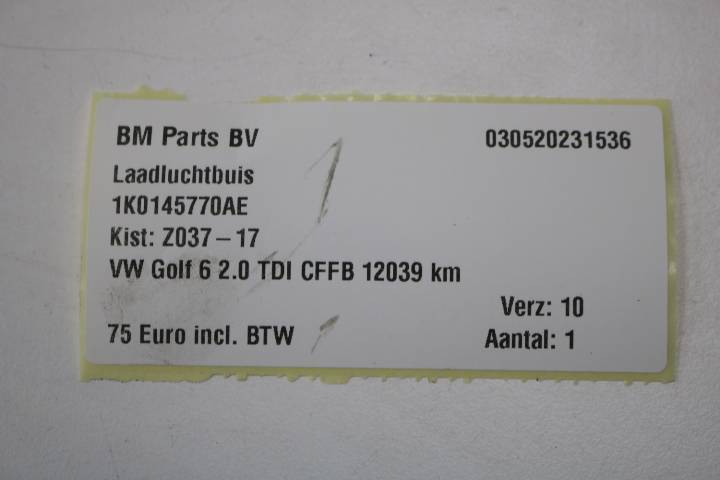 BM Parts BV 030520231536
Laadluchtbuis
1K0145770AE
Kist: Z037-17
VW Golf 6 2.0 TDI CFFB 12039 km
Verz: 10
75 Euro incl. BTW Aantal: 1